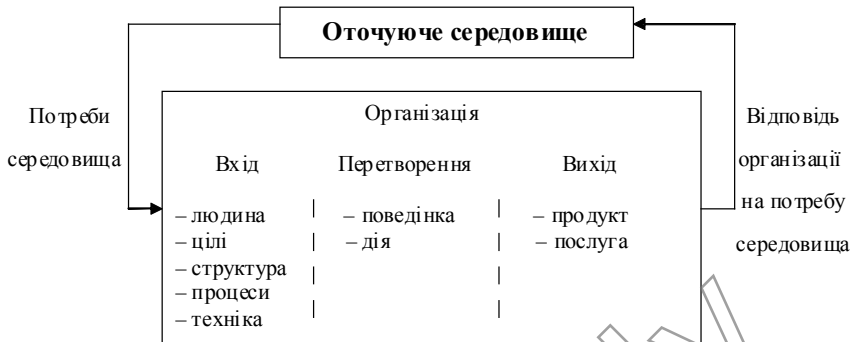 Оточуюче середовище
Потреби
середовища
Організація
Вхід Перетворення Вихід
– людина – поведінка – продукт
– цілі – дія – послуга
– структура
– процеси
– техніка
Відповідь
організації
на потребу
середовища